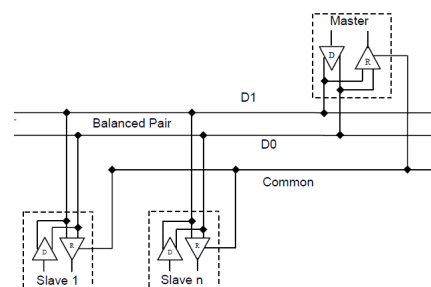 Master
D
R
D1
Balanced Pair
D0
Common
D
R
D
R
Slave 1
Slave n